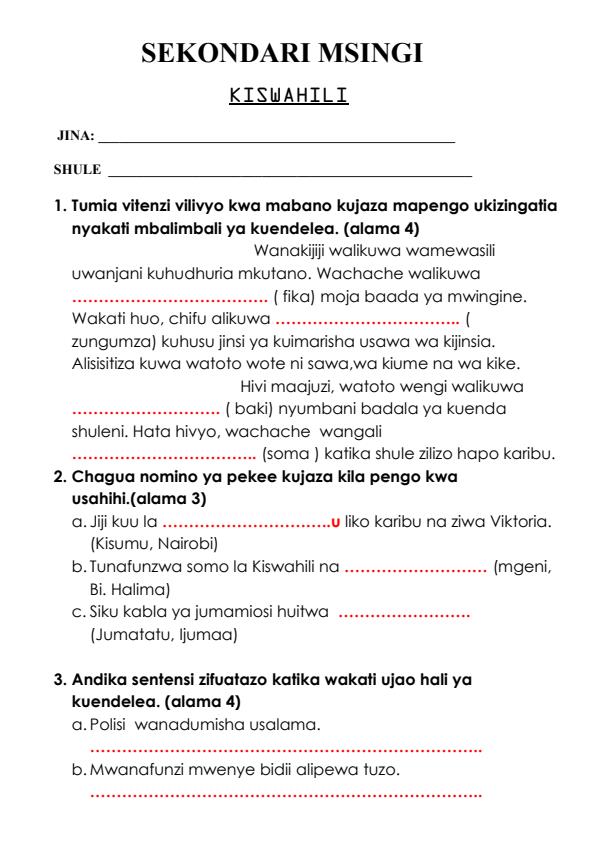 SEKONDARI MSINGI
KISWAHILI
JINA: ___________________________________________________
SHULE ____________________________________________________
1. Tumia vitenzi vilivyo kwa mabano kujaza mapengo ukizingatia
nyakati mbalimbali ya kuendelea. (alama 4)
Wanakijiji walikuwa wamewasili
uwanjani kuhudhuria mkutano. Wachache walikuwa
………………………………. ( fika) moja baada ya mwingine.
Wakati huo, chifu alikuwa …………………………….. (
zungumza) kuhusu jinsi ya kuimarisha usawa wa kijinsia.
Alisisitiza kuwa watoto wote ni sawa,wa kiume na wa kike.
Hivi maajuzi, watoto wengi walikuwa
………………………. ( baki) nyumbani badala ya kuenda
shuleni. Hata hivyo, wachache wangali
…………………………….. (soma ) katika shule zilizo hapo karibu.
2. Chagua nomino ya pekee kujaza kila pengo kwa
usahihi.(alama 3)
a. Jiji kuu la …………………………..u liko karibu na ziwa Viktoria.
(Kisumu, Nairobi)
b. Tunafunzwa somo la Kiswahili na ……………………… (mgeni,
Bi. Halima)
c. Siku kabla ya jumamiosi huitwa …………………….
(Jumatatu, Ijumaa)
3. Andika sentensi zifuatazo katika wakati ujao hali ya
kuendelea. (alama 4)
a. Polisi wanadumisha usalama.
………………………………………………………………..
b. Mwanafunzi mwenye bidii alipewa tuzo.
………………………………………………………………..